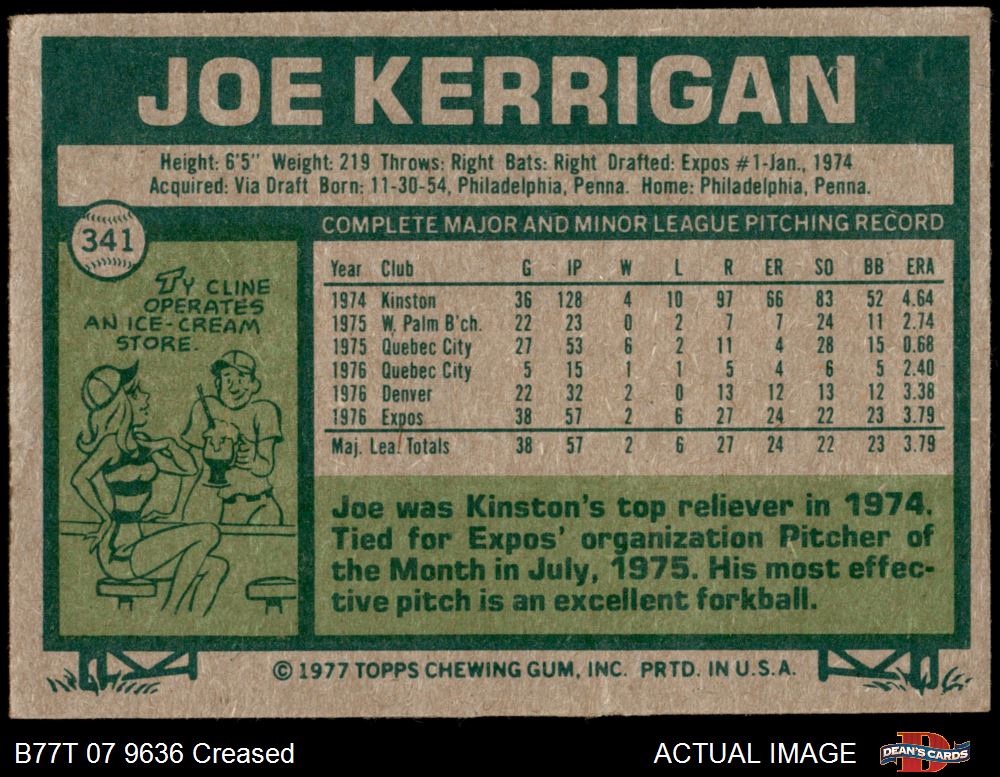 JOE KERRIGAN
Height: 6'5" Weight: 219 Throws: Right Bats: Right Drafted: Expos #1-Jan., 1974
Acquired: Via Draft Born: 11-30-54, Philadelphia, Penna. Home: Philadelphia, Penna.
341
TY CLINE
OPERATES
AN ICE-CREAM
STORE.
COMPLETE MAJOR AND MINOR LEAGUE PITCHING RECORD
Year Club G IP W L R ER SO BB ERA
1974 Kinston 36 128 4 10 97 66 83 52 4.64
1975 W. Palm B'ch. 22 23 0 2 7 7 24 11 2.74
1975 Quebec City 27 53 6 2 11 4 28 15 0.68
1976 Quebec City 5 15 1 1 5 4 6 5 2.40
1976 Denver 22 32 2 0 13 12 13 12 3.38
1976 Expos 38 57 2 6 27 24 22 23 3.79
Maj. Lea. Totals 38 57 2 6 27 24 22 23 3.79
Joe was Kinston's top reliever in 1974.
Tied for Expos' organization Pitcher of
the Month in July, 1975. His most effec-
tive pitch is an excellent forkball.
© 1977 TOPPS CHEWING GUM, INC. PRTD. IN U.S.A.
B77T 07 9636 Creased
ACTUAL IMAGE
DEAN'S CARDS